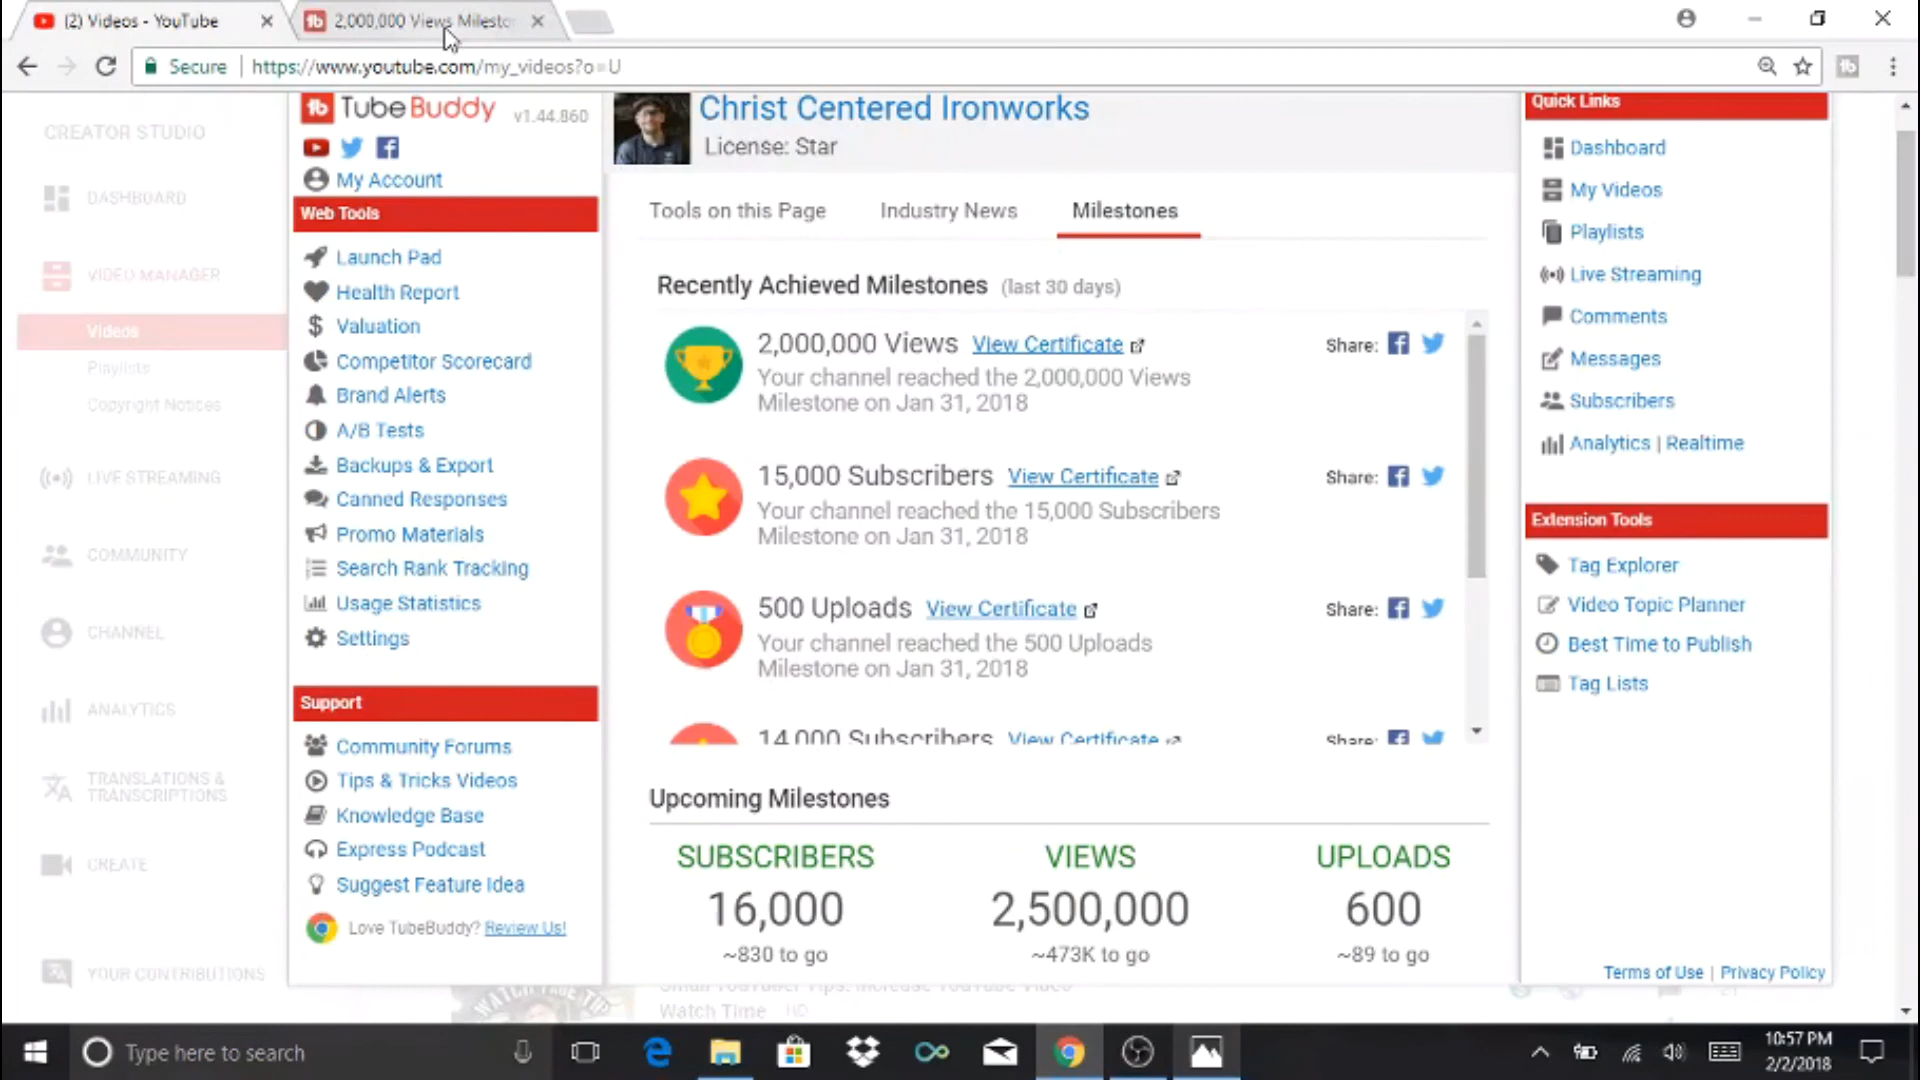 (2) Videos - YouTube
2,000,000 Views Milesto
Secure
https://www.youtube.com/my_videos?o=U
CREATOR STUDIO
DASHBOARD
VIDEO MANAGER
Videos
Playlists
Copyright Notices
LIVE STREAMING
COMMUNITY
CHANNEL
ANALYTICS
TRANSLATIONS &
TRANSCRIPTIONS
CREATE
YOUR CONTRIBUTIONS
TubeBuddy v1.44.860
My Account
Web Tools
Launch Pad
Health Report
Valuation
Competitor Scorecard
Brand Alerts
A/B Tests
Backups & Export
Canned Responses
Promo Materials
Search Rank Tracking
Usage Statistics
Settings
Support
Community Forums
Tips & Tricks Videos
Knowledge Base
Express Podcast
Suggest Feature Idea
Love TubeBuddy? Review Us!
Christ Centered Ironworks
License: Star
Tools on this Page
Industry News
Milestones
Recently Achieved Milestones (last 30 days)
2,000,000 Views View Certificate Share:
Your channel reached the 2,000,000 Views
Milestone on Jan 31, 2018
15,000 Subscribers View Certificate Share:
Your channel reached the 15,000 Subscribers
Milestone on Jan 31, 2018
500 Uploads View Certificate Share:
Your channel reached the 500 Uploads
Milestone on Jan 31, 2018
14,000 Subscribers View Certificate Share:
Upcoming Milestones
SUBSCRIBERS VIEWS UPLOADS
16,000 2,500,000 600
~830 to go ~473K to go ~89 to go
Quick Links
Dashboard
My Videos
Playlists
Live Streaming
Comments
Messages
Subscribers
Analytics | Realtime
Extension Tools
Tag Explorer
Video Topic Planner
Best Time to Publish
Tag Lists
Terms of Use | Privacy Policy
Small YouTuber Tips: Increase YouTube Video
Watch Time HD
Type here to search
10:57 PM
2/2/2018